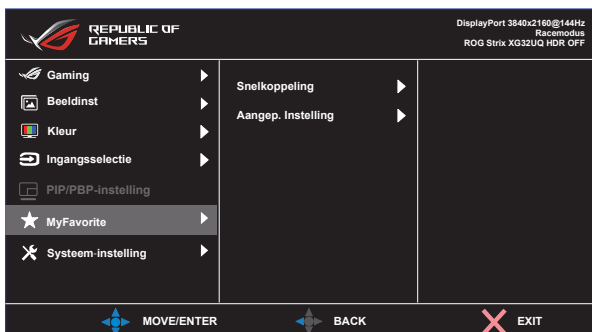 REPUBLIC OF
GAMERS
DisplayPort 3840x2160@144Hz
Racemodus
ROG Strix XG32UQ HDR OFF
Gaming
Beeldinst
Kleur
Ingangsselectie
PIP/PBP-instelling
MyFavorite
Systeem-instelling
Snelkoppeling
Aangep. Instelling
MOVE/ENTER
BACK
EXIT